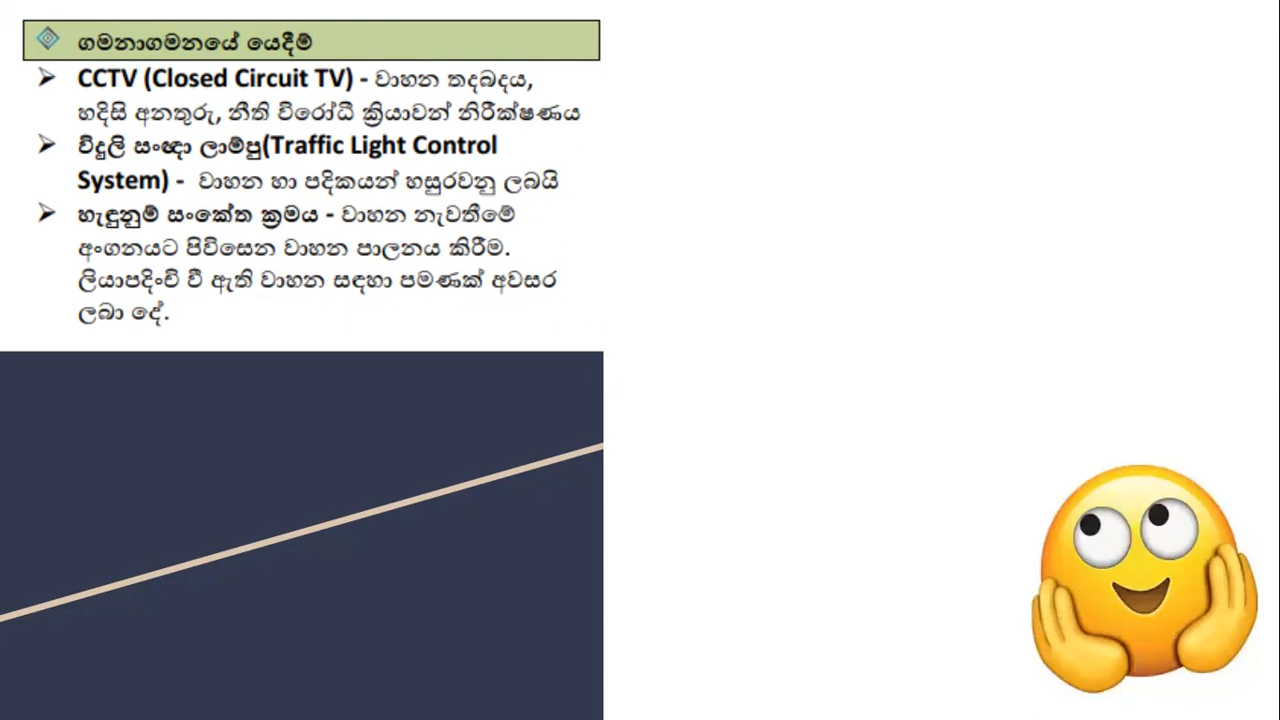 ගමනාගමනයේ යෙදීම්
CCTV (Closed Circuit TV) - වාහන තදබදය,
හදිසි අනතුරු, නීති විරෝධී ක්‍රියාවන් නිරීක්ෂණය
විදුලි සංඥා ලාම්පු(Traffic Light Control
System) - වාහන හා පදිකයන් හසුරවනු ලබයි
හැඳුනුම් සංකේත ක්‍රමය - වාහන නැවතීමේ
අංගනයට පිවිසෙන වාහන පාලනය කිරීම.
ලියාපදිංචි වී ඇති වාහන සඳහා පමණක් අවසර
ලබා දේ.